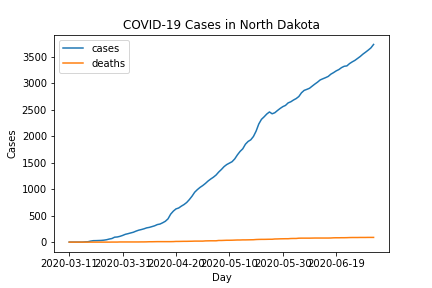 COVID-19 Cases in North Dakota
cases
deaths
3500
3000
2500
2000
1500
1000
500
0
Cases
2020-03-11 2020-03-31 2020-04-20 2020-05-10 2020-05-30 2020-06-19
Day